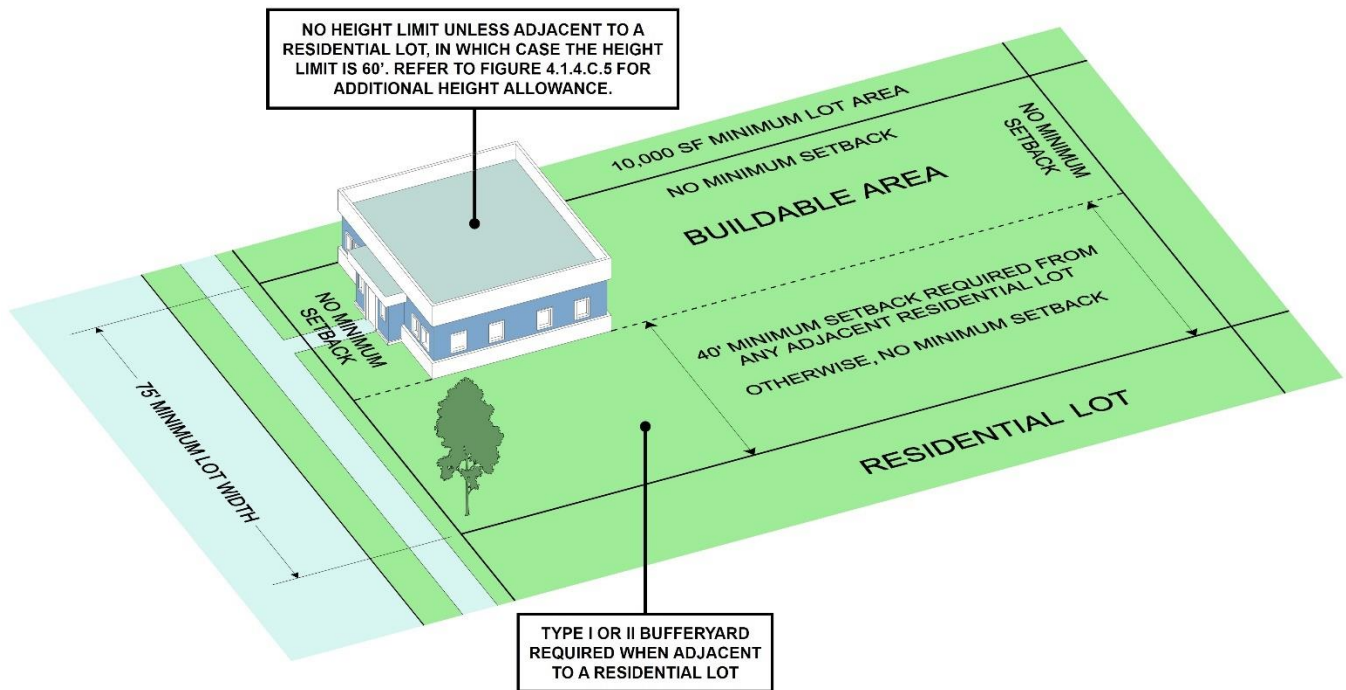 NO HEIGHT LIMIT UNLESS ADJACENT TO A
RESIDENTIAL LOT, IN WHICH CASE THE HEIGHT
LIMIT IS 60’. REFER TO FIGURE 4.1.4.C.5 FOR
ADDITIONAL HEIGHT ALLOWANCE.
10,000 SF MINIMUM LOT AREA
NO MINIMUM SETBACK
NO MINIMUM
SETBACK
BUILDABLE AREA
NO MINIMUM
SETBACK
40' MINIMUM SETBACK REQUIRED FROM
ANY ADJACENT RESIDENTIAL LOT
OTHERWISE, NO MINIMUM SETBACK
75' MINIMUM LOT WIDTH
RESIDENTIAL LOT
TYPE I OR II BUFFERYARD
REQUIRED WHEN ADJACENT
TO A RESIDENTIAL LOT